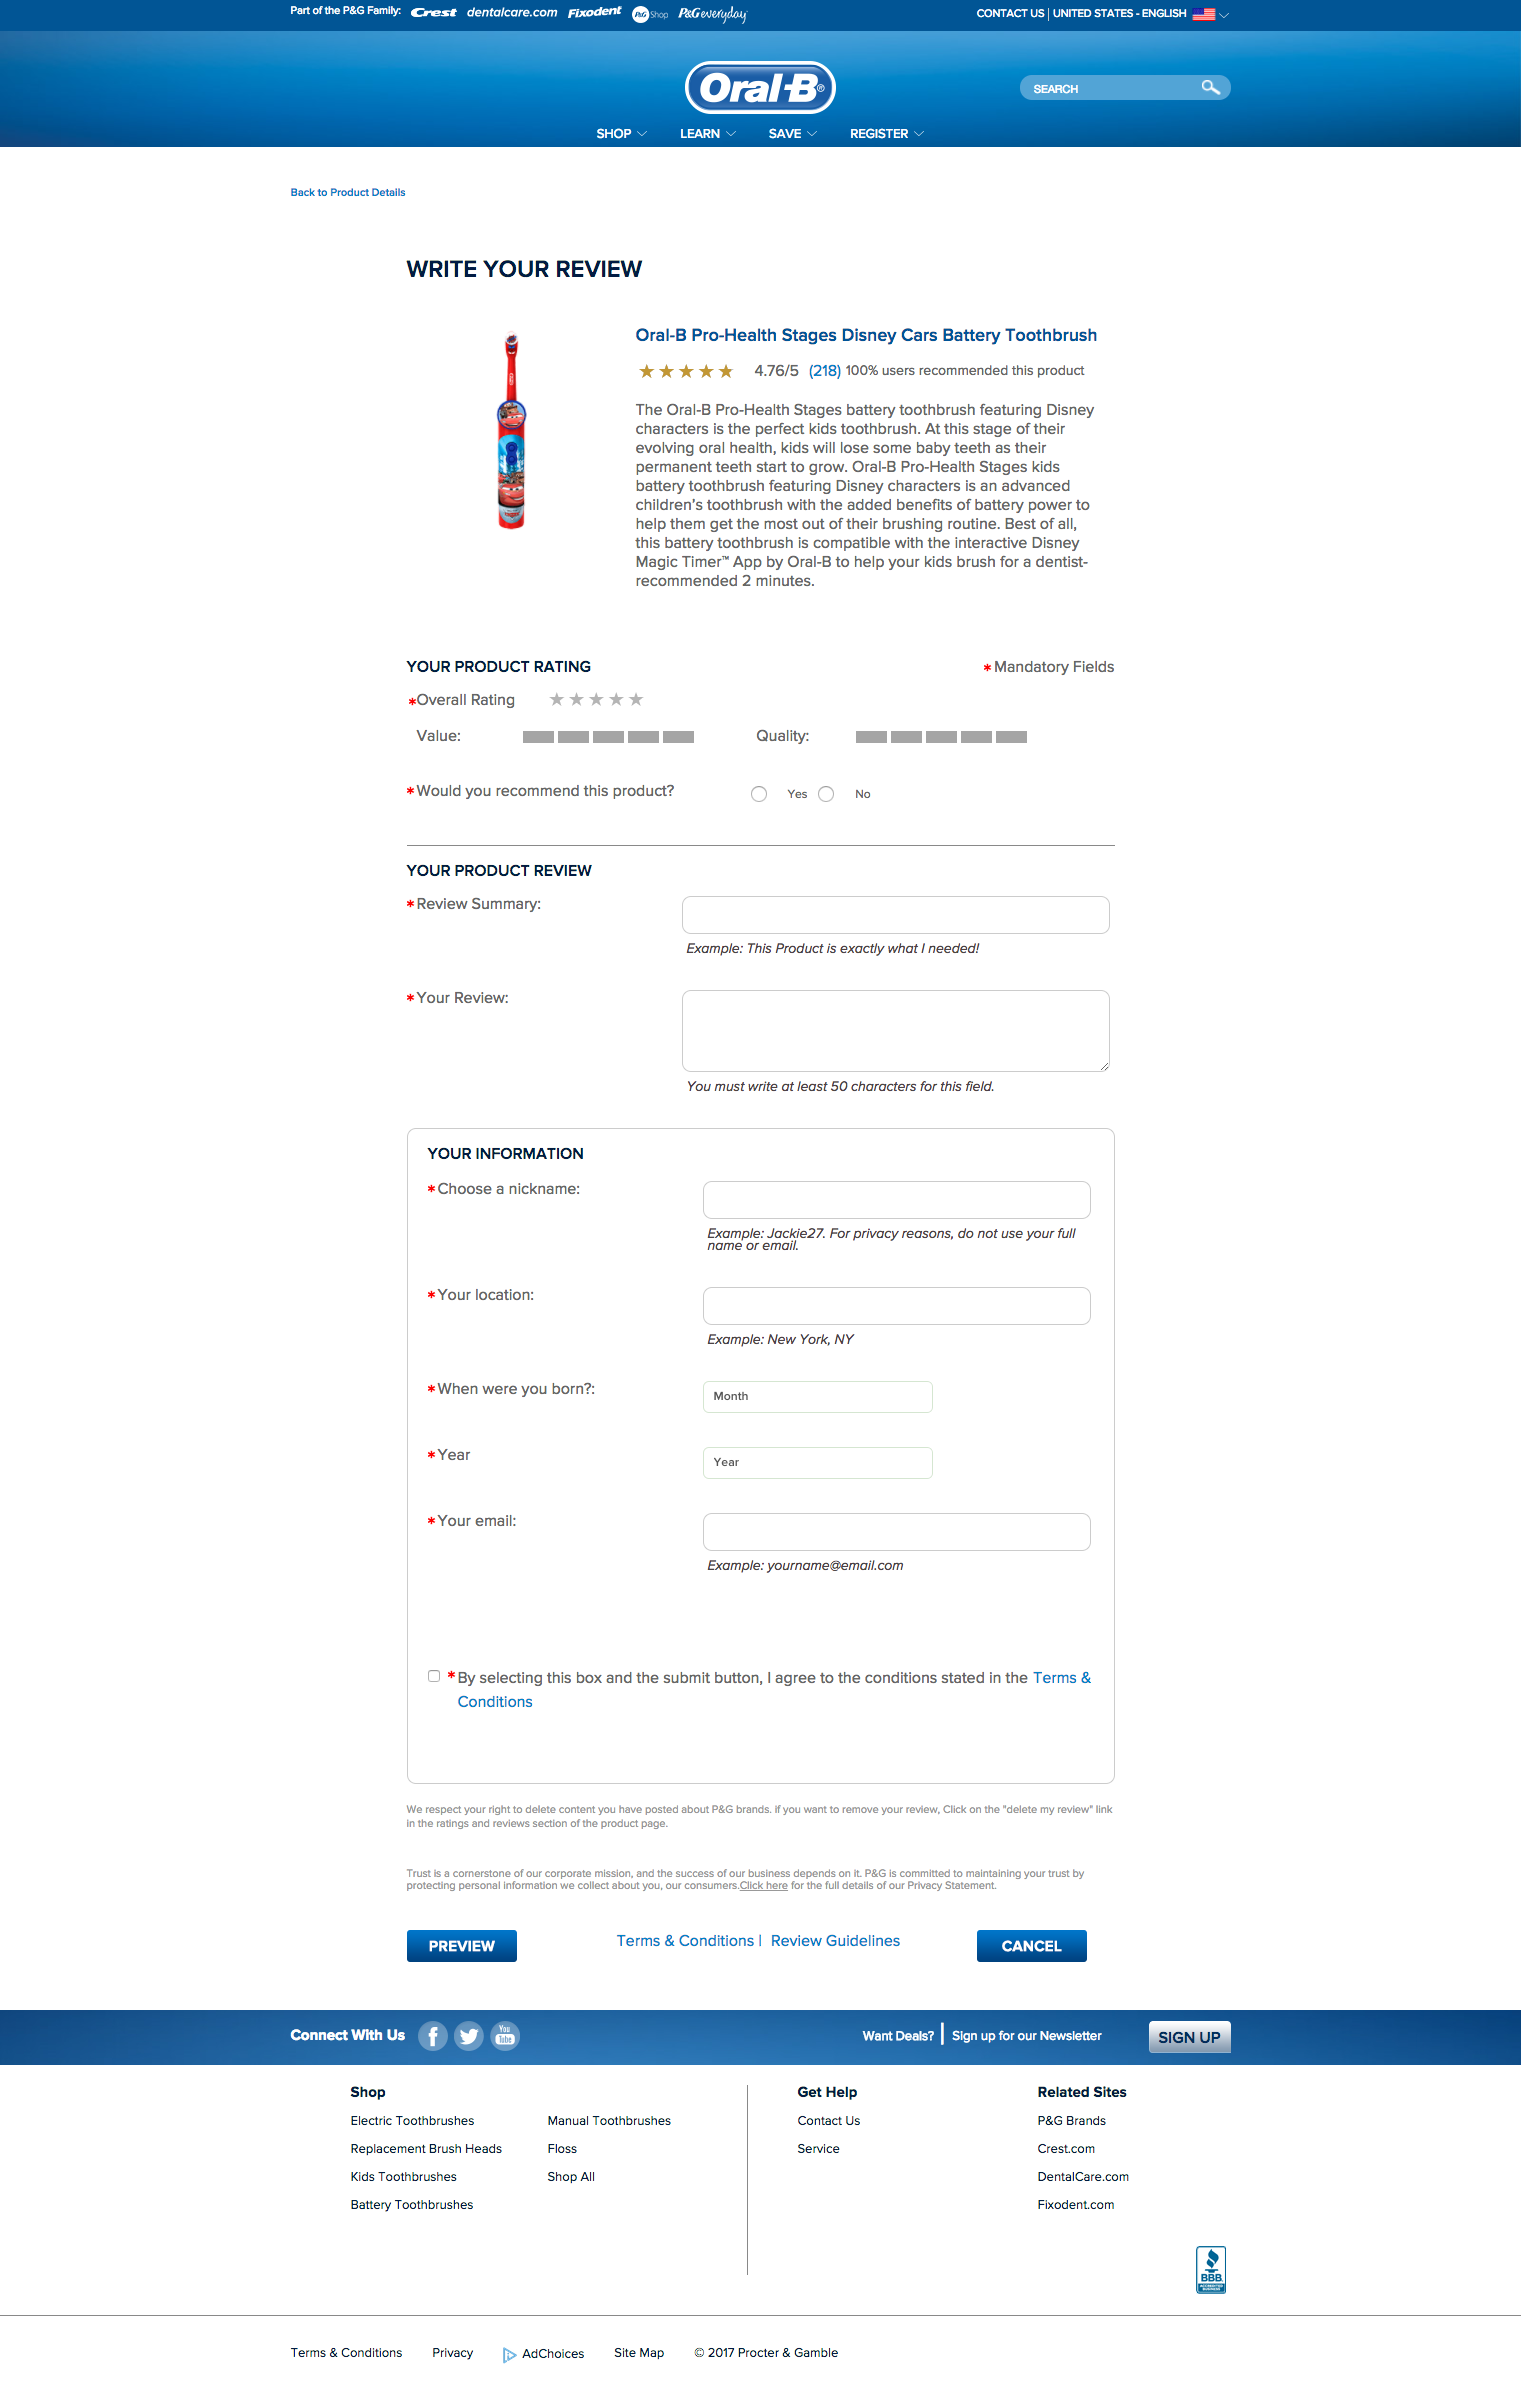 Part of the P&G Family: Crest dentalcare.com Fixodent P&G Shop P&G everyday
CONTACT US | UNITED STATES - ENGLISH
Oral-B®
SEARCH
SHOP LEARN SAVE REGISTER
Back to Product Details
WRITE YOUR REVIEW
Oral-B Pro-Health Stages Disney Cars Battery Toothbrush
4.76/5 (218) 100% users recommended this product
The Oral-B Pro-Health Stages battery toothbrush featuring Disney
characters is the perfect kids toothbrush. At this stage of their
evolving oral health, kids will lose some baby teeth as their
permanent teeth start to grow. Oral-B Pro-Health Stages kids
battery toothbrush featuring Disney characters is an advanced
children's toothbrush with the added benefits of battery power to
help them get the most out of their brushing routine. Best of all,
this battery toothbrush is compatible with the interactive Disney
Magic Timer™ App by Oral-B to help your kids brush for a dentist-
recommended 2 minutes.
YOUR PRODUCT RATING
* Mandatory Fields
*Overall Rating
Value:
Quality:
*Would you recommend this product?
Yes No
YOUR PRODUCT REVIEW
*Review Summary:
Example: This Product is exactly what I needed!
*Your Review:
You must write at least 50 characters for this field.
YOUR INFORMATION
*Choose a nickname:
Example: Jackie27. For privacy reasons, do not use your full
name or email.
*Your location:
Example: New York, NY
*When were you born?:
Month
*Year
Year
*Your email:
Example: yourname@email.com
*By selecting this box and the submit button, I agree to the conditions stated in the Terms &
Conditions
We respect your right to delete content you have posted about P&G brands. if you want to remove your review, Click on the "delete my review" link
in the ratings and reviews section of the product page.
Trust is a cornerstone of our corporate mission, and the success of our business depends on it. P&G is committed to maintaining your trust by
protecting personal information we collect about you, our consumers.Click here for the full details of our Privacy Statement.
PREVIEW
Terms & Conditions | Review Guidelines
CANCEL
Connect With Us
You Tube
Want Deals? Sign up for our Newsletter
SIGN UP
Shop
Electric Toothbrushes
Replacement Brush Heads
Kids Toothbrushes
Battery Toothbrushes
Manual Toothbrushes
Floss
Shop All
Get Help
Contact Us
Service
Related Sites
P&G Brands
Crest.com
DentalCare.com
Fixodent.com
BBB.
ACCREDITED
BUSINESS
Terms & Conditions Privacy AdChoices Site Map © 2017 Procter & Gamble